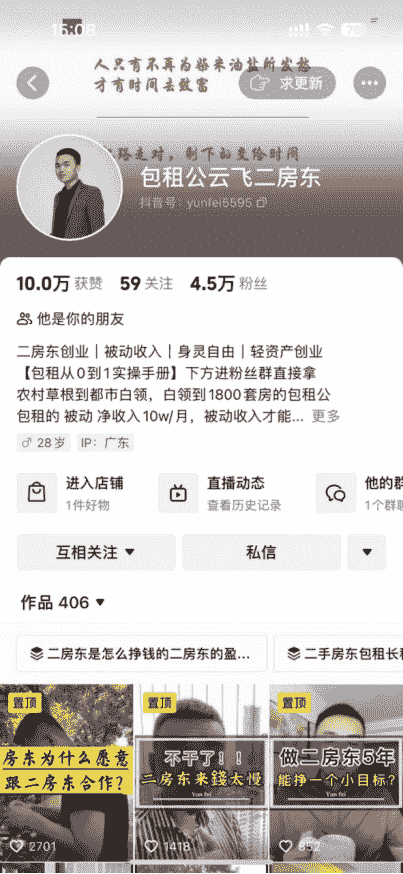 15:08
70
人只有不再为柴米油盐所发愁
才有时间去致富
求更新
路走对，剩下的交给时间
包租公云飞二房东
抖音号：yunfei5595
10.0万 获赞 59 关注 4.5万 粉丝
他是你的朋友
二房东创业｜被动收入｜身灵自由｜轻资产创业
【包租从0到1实操手册】下方进粉丝群直接拿
农村草根到都市白领，白领到1800套房的包租公
包租的 被动 净收入10w/月，被动收入才能... 更多
♂ 28岁 IP：广东
进入店铺
1件好物
直播动态
查看历史记录
他的群
1个群聊
互相关注 私信
作品 406
二房东是怎么挣钱的二房东的盈...
二手房东包租长租
置顶
房东为什么愿意
跟二房东合作?
2701
置顶
不干了！！
二房东来錢太慢
Yun fei
1418
置顶
做二房东5年
能挣一个小目标?
Yun fei
852